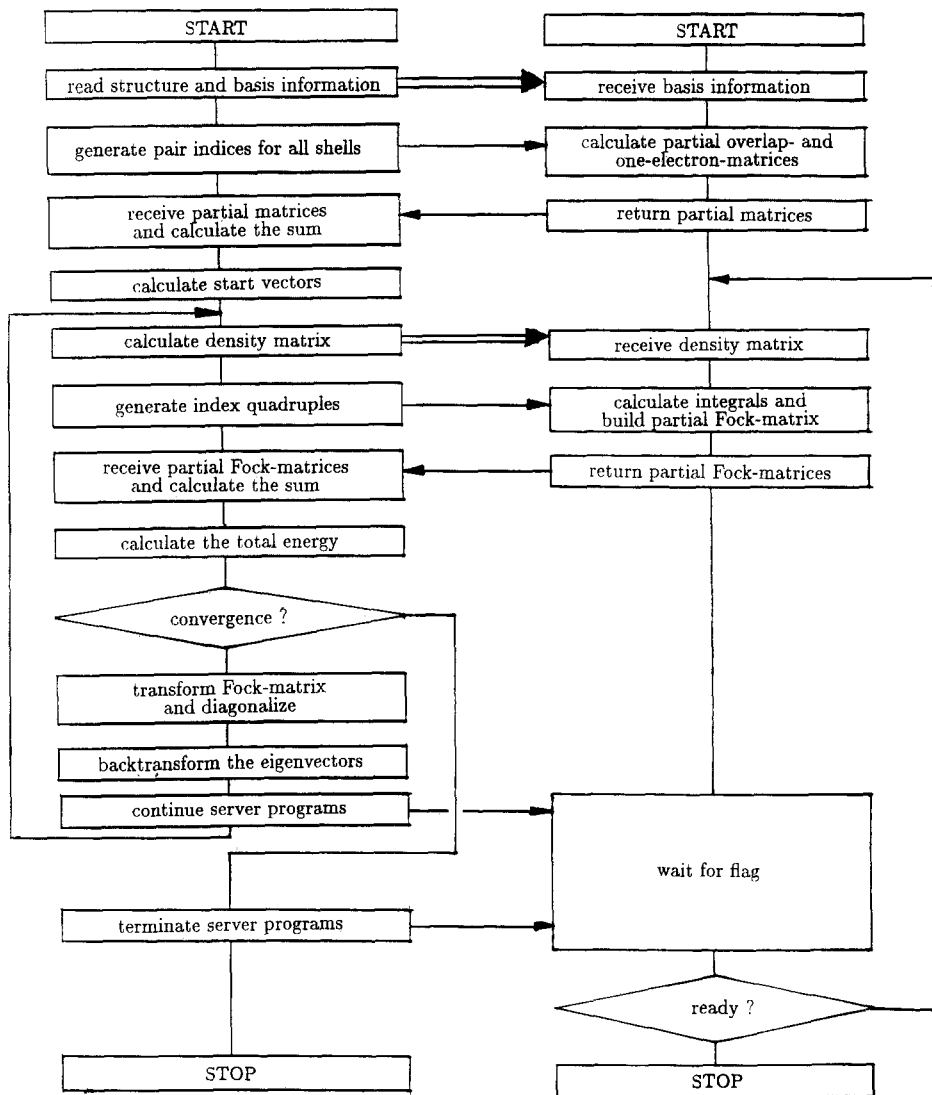 START
read structure and basis information
generate pair indices for all shells
receive partial matrices
and calculate the sum
calculate start vectors
calculate density matrix
generate index quadruples
receive partial Fock-matrices
and calculate the sum
calculate the total energy
convergence ?
transform Fock-matrix
and diagonalize
backtransform the eigenvectors
continue server programs
terminate server programs
STOP
START
receive basis information
calculate partial overlap- and
one-electron-matrices
return partial matrices
receive density matrix
calculate integrals and
build partial Fock-matrix
return partial Fock-matrices
wait for flag
ready ?
STOP